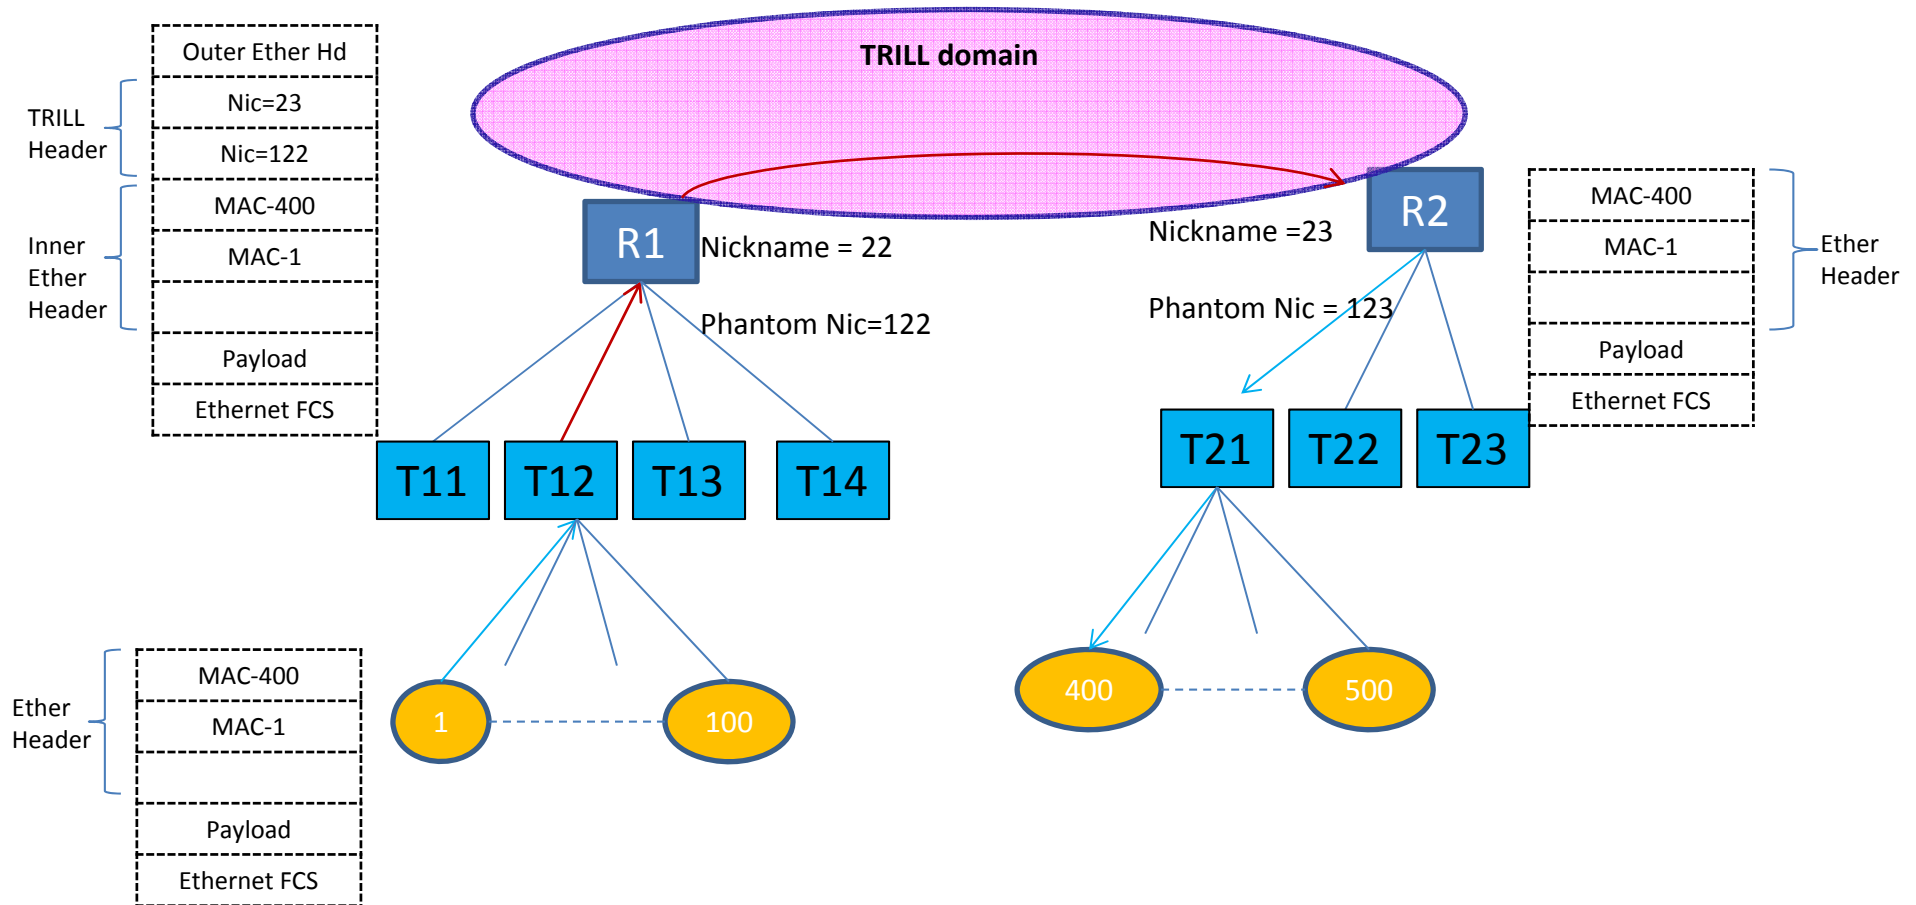 TRILL domain
Outer Ether Hd
Nic=23
Nic=122
MAC-400
MAC-1
Payload
Ethernet FCS
TRILL
Header
Inner
Ether
Header
R1
Nickname = 22
Phantom Nic=122
R2
Nickname =23
Phantom Nic = 123
MAC-400
MAC-1
Payload
Ethernet FCS
Ether
Header
T11
T12
T13
T14
T21
T22
T23
Ether
Header
MAC-400
MAC-1
Payload
Ethernet FCS
1
100
400
500